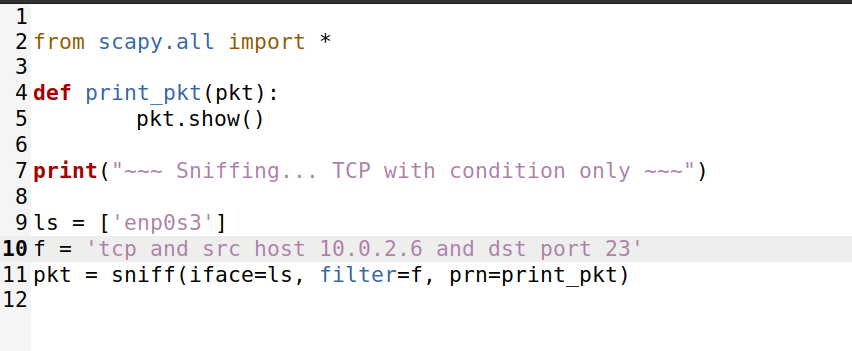 1
2 from scapy.all import *
3
4 def print_pkt(pkt):
5         pkt.show()
6
7 print("~~~ Sniffing... TCP with condition only ~~~")
8
9 ls = ['enp0s3']
10 f = 'tcp and src host 10.0.2.6 and dst port 23'
11 pkt = sniff(iface=ls, filter=f, prn=print_pkt)
12